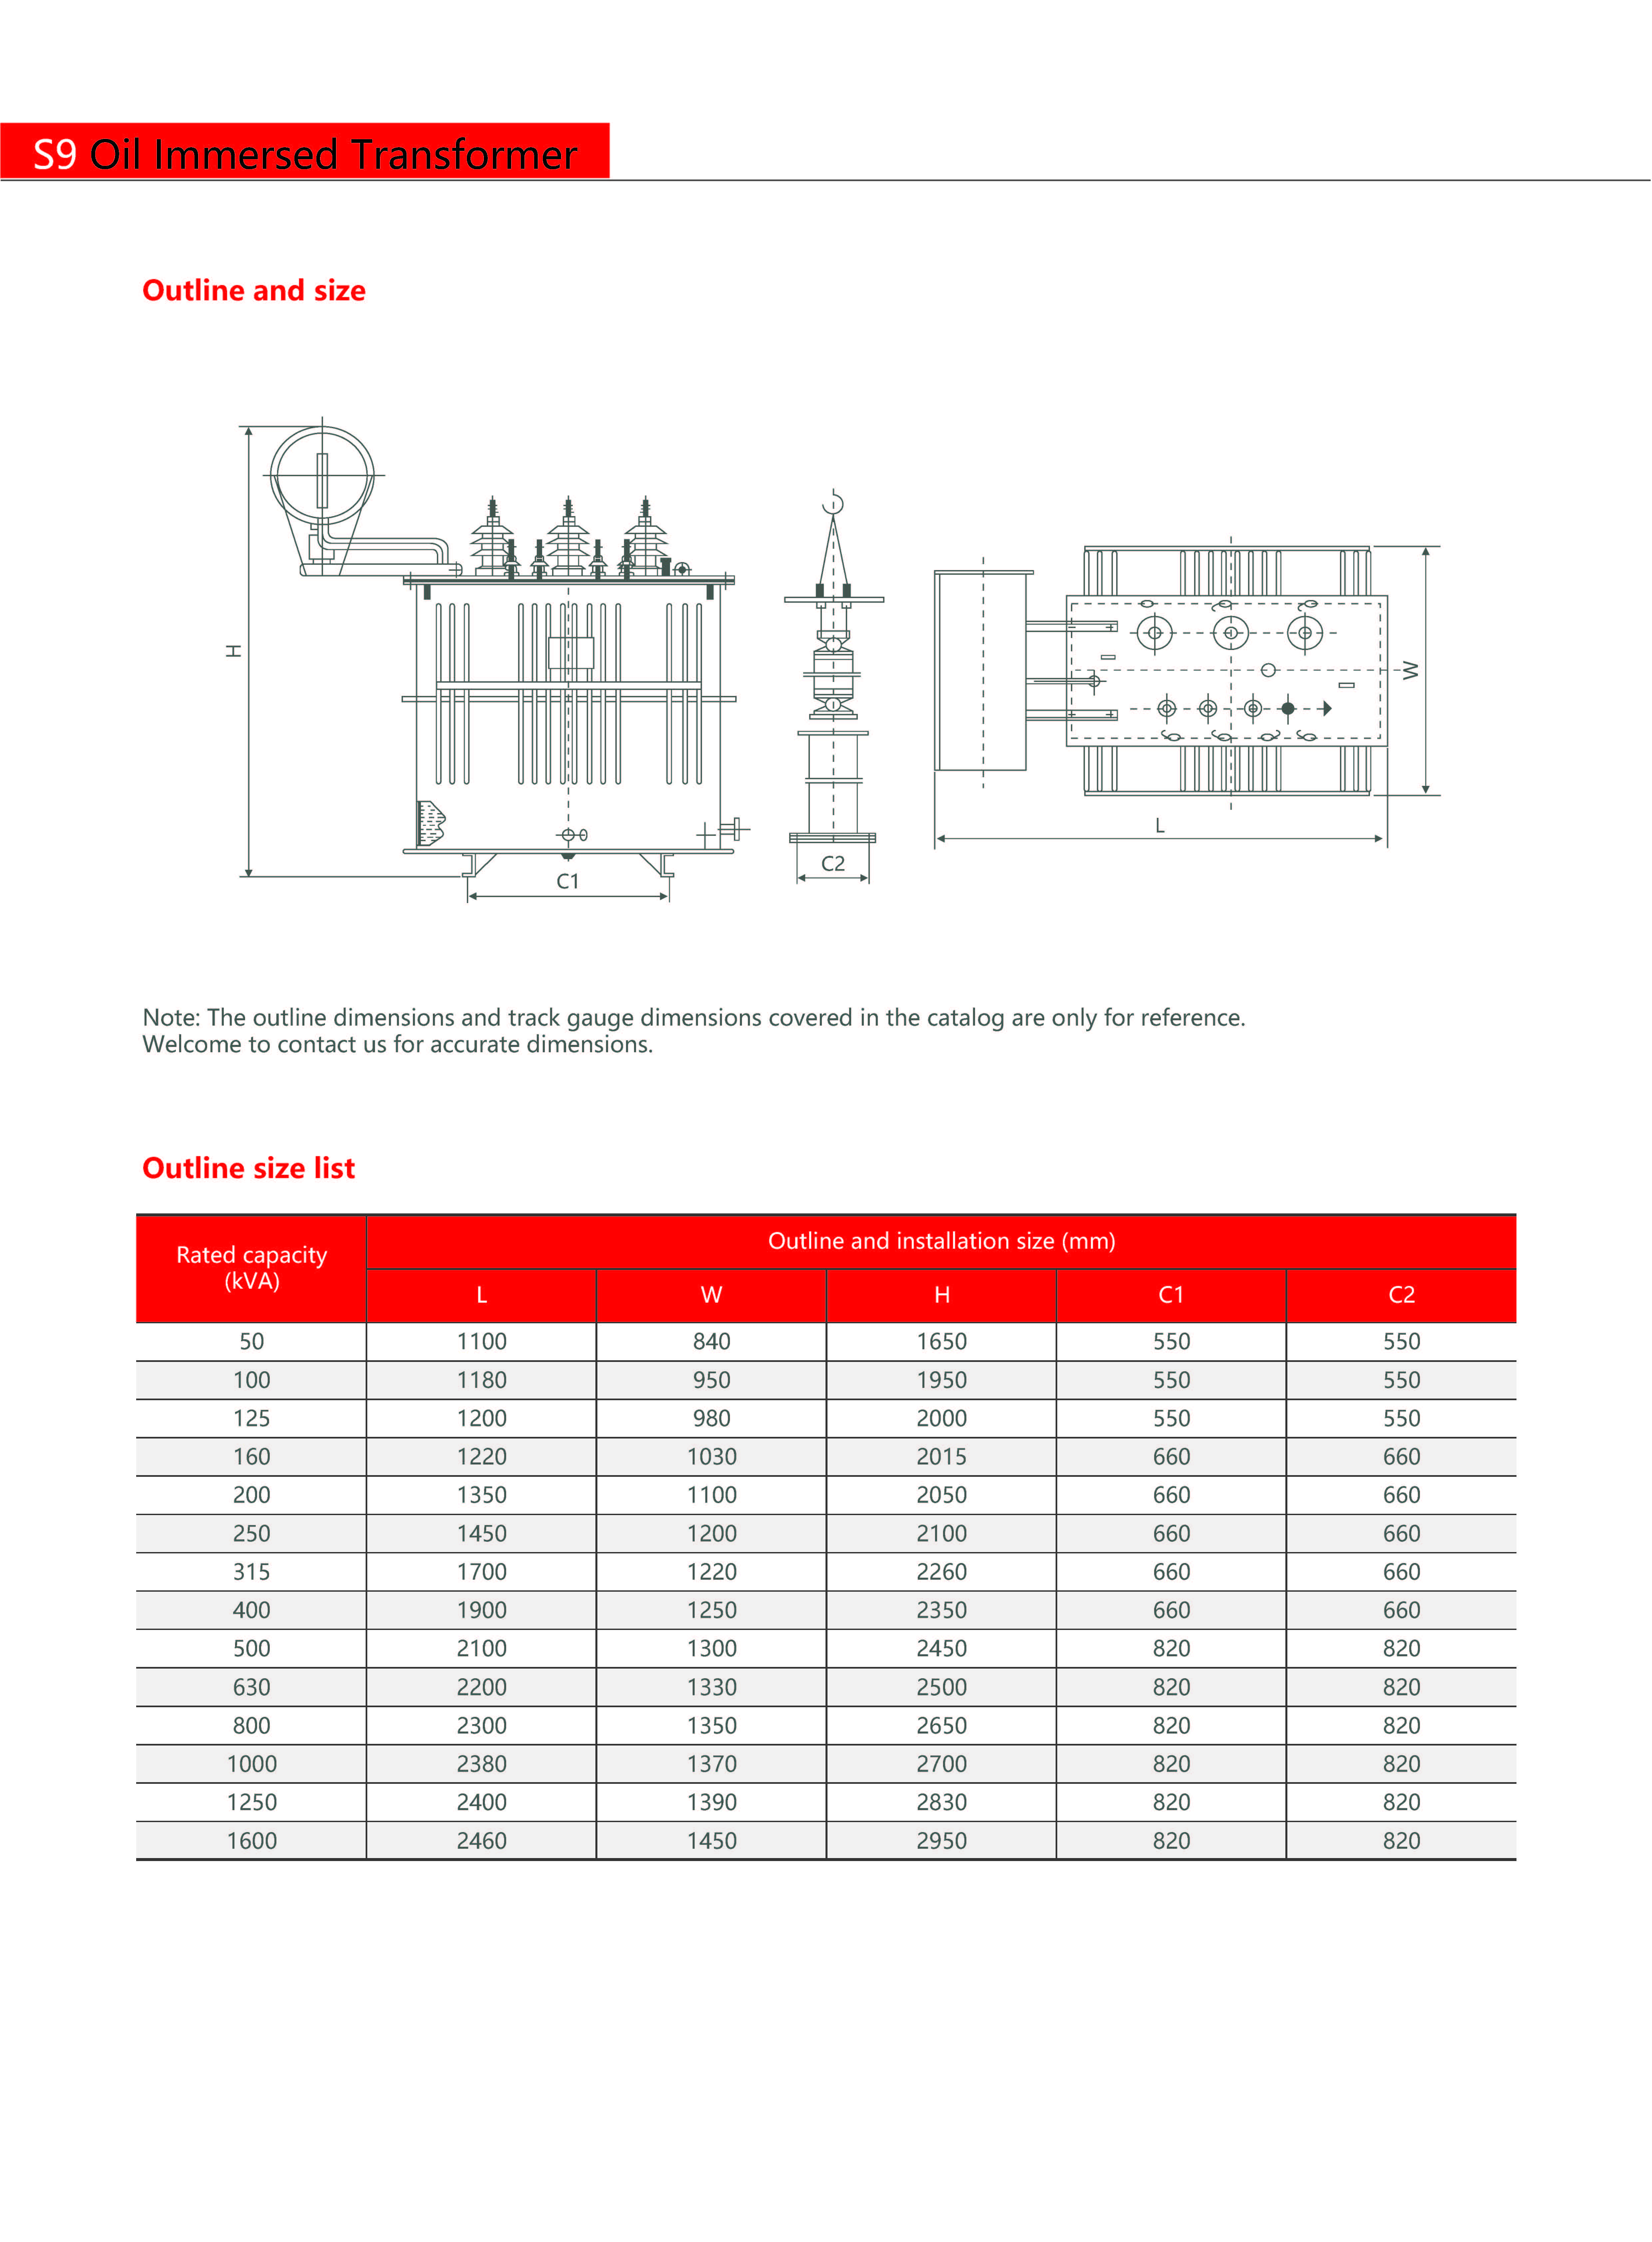 S9 Oil Immersed Transformer
Outline and size
H
C1
C2
L
W
Note: The outline dimensions and track gauge dimensions covered in the catalog are only for reference.
Welcome to contact us for accurate dimensions.
Outline size list
Rated capacity
(kVA)
Outline and installation size (mm)
L W H C1 C2
50 1100 840 1650 550 550
100 1180 950 1950 550 550
125 1200 980 2000 550 550
160 1220 1030 2015 660 660
200 1350 1100 2050 660 660
250 1450 1200 2100 660 660
315 1700 1220 2260 660 660
400 1900 1250 2350 660 660
500 2100 1300 2450 820 820
630 2200 1330 2500 820 820
800 2300 1350 2650 820 820
1000 2380 1370 2700 820 820
1250 2400 1390 2830 820 820
1600 2460 1450 2950 820 820